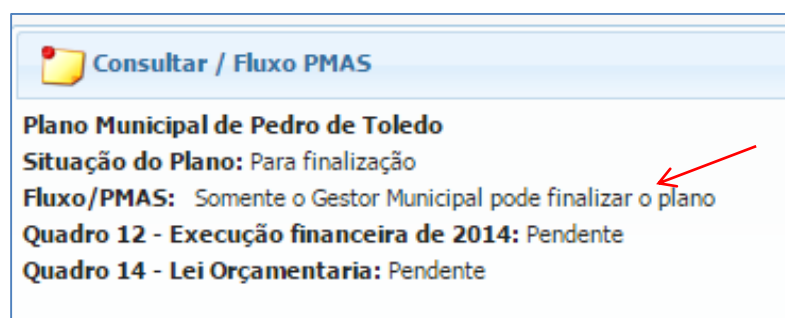 Consultar / Fluxo PMAS
Plano Municipal de Pedro de Toledo
Situação do Plano: Para finalização
Fluxo/PMAS: Somente o Gestor Municipal pode finalizar o plano
Quadro 12 - Execução financeira de 2014: Pendente
Quadro 14 - Lei Orçamentaria: Pendente